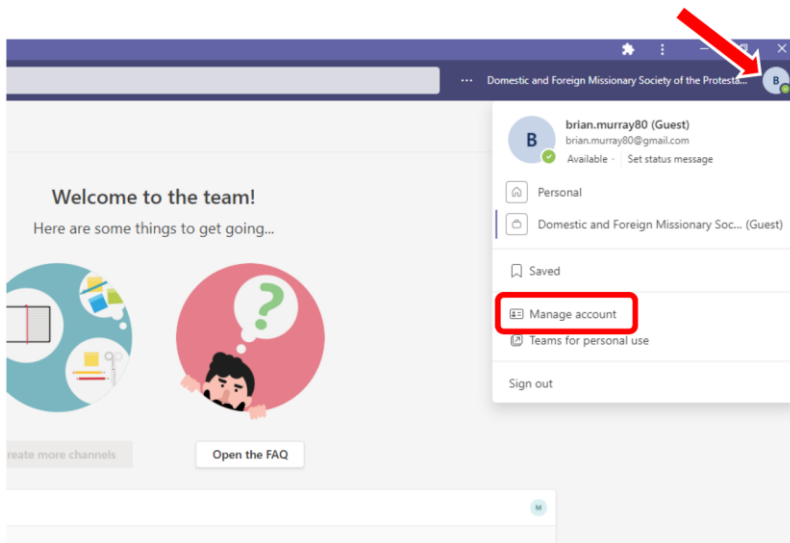 Domestic and Foreign Missionary Society of the Protesta...
B
B
brian.murray80 (Guest)
brian.murray80@gmail.com
Available
Set status message
Personal
Domestic and Foreign Missionary Soc... (Guest)
Saved
Manage account
Teams for personal use
Sign out
Welcome to the team!
Here are some things to get going...
?
reate more channels
Open the FAQ
M